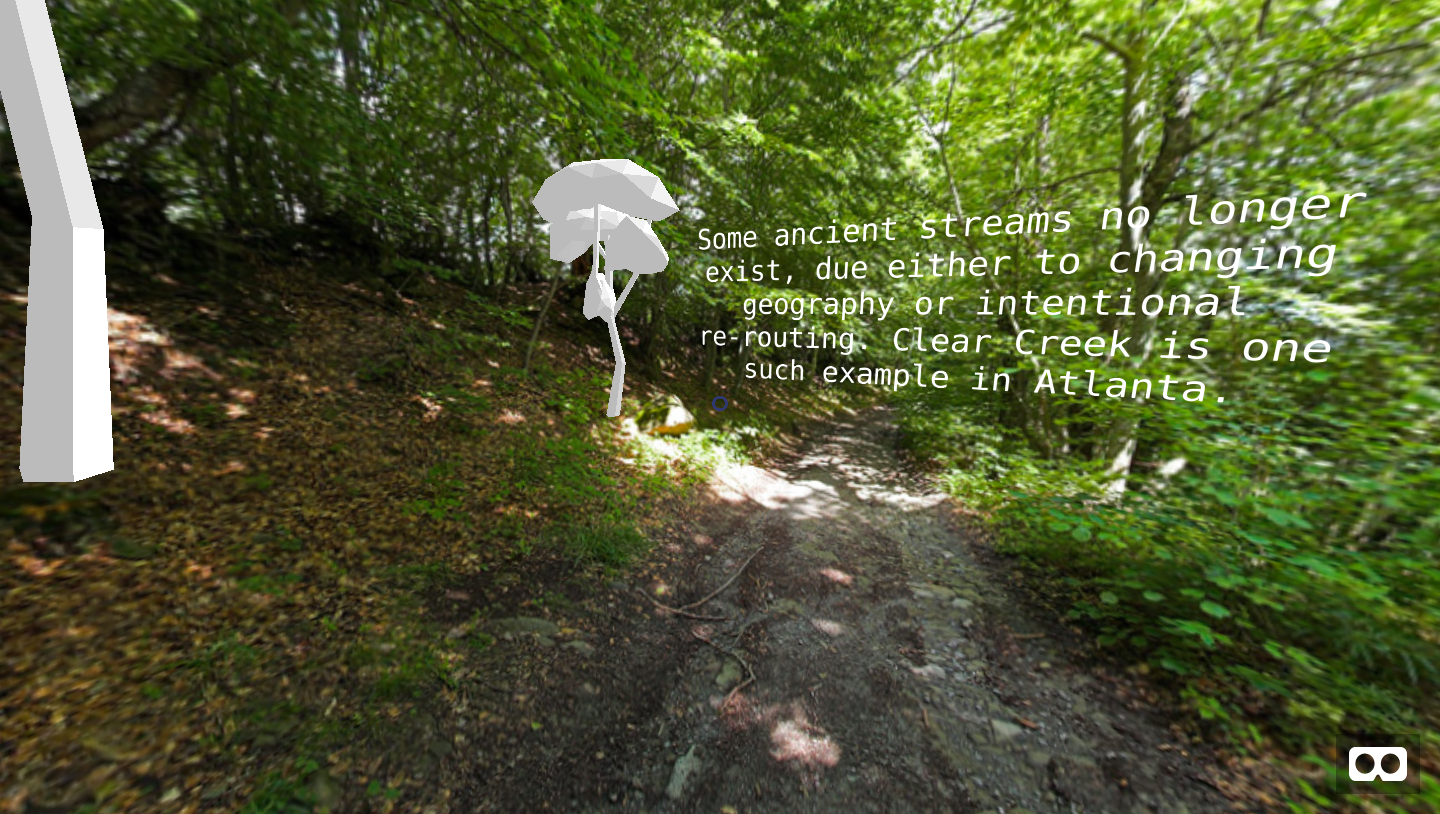 Some ancient streams no longer
exist, due either to changing
geography or intentional
re-routing. Clear Creek is one
such example in Atlanta.